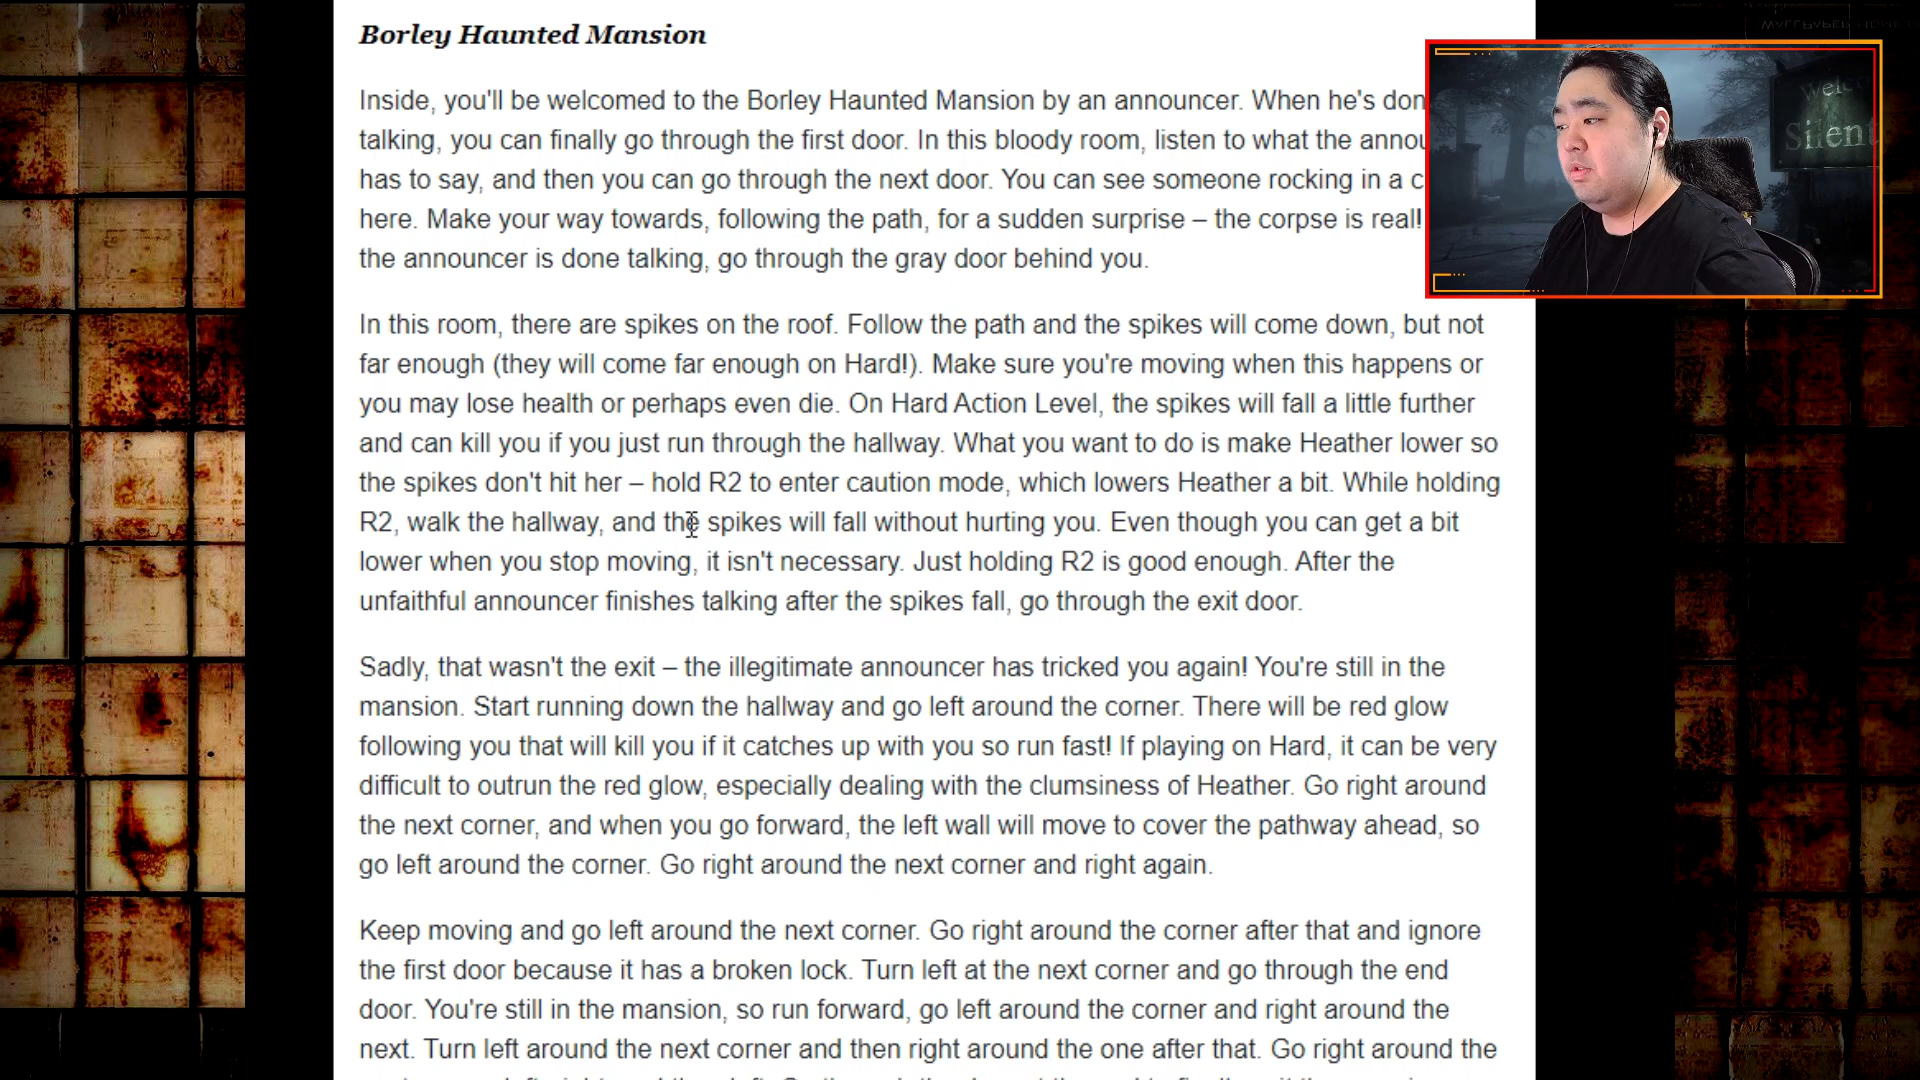 Borley Haunted Mansion
Inside, you'll be welcomed to the Borley Haunted Mansion by an announcer. When he's don
talking, you can finally go through the first door. In this bloody room, listen to what the annou
has to say, and then you can go through the next door. You can see someone rocking in a c
here. Make your way towards, following the path, for a sudden surprise – the corpse is real!
the announcer is done talking, go through the gray door behind you.
In this room, there are spikes on the roof. Follow the path and the spikes will come down, but not
far enough (they will come far enough on Hard!). Make sure you're moving when this happens or
you may lose health or perhaps even die. On Hard Action Level, the spikes will fall a little further
and can kill you if you just run through the hallway. What you want to do is make Heather lower so
the spikes don't hit her – hold R2 to enter caution mode, which lowers Heather a bit. While holding
R2, walk the hallway, and the spikes will fall without hurting you. Even though you can get a bit
lower when you stop moving, it isn't necessary. Just holding R2 is good enough. After the
unfaithful announcer finishes talking after the spikes fall, go through the exit door.
Sadly, that wasn't the exit – the illegitimate announcer has tricked you again! You're still in the
mansion. Start running down the hallway and go left around the corner. There will be red glow
following you that will kill you if it catches up with you so run fast! If playing on Hard, it can be very
difficult to outrun the red glow, especially dealing with the clumsiness of Heather. Go right around
the next corner, and when you go forward, the left wall will move to cover the pathway ahead, so
go left around the corner. Go right around the next corner and right again.
Keep moving and go left around the next corner. Go right around the corner after that and ignore
the first door because it has a broken lock. Turn left at the next corner and go through the end
door. You're still in the mansion, so run forward, go left around the corner and right around the
next. Turn left around the next corner and then right around the one after that. Go right around the
Welc
Silent